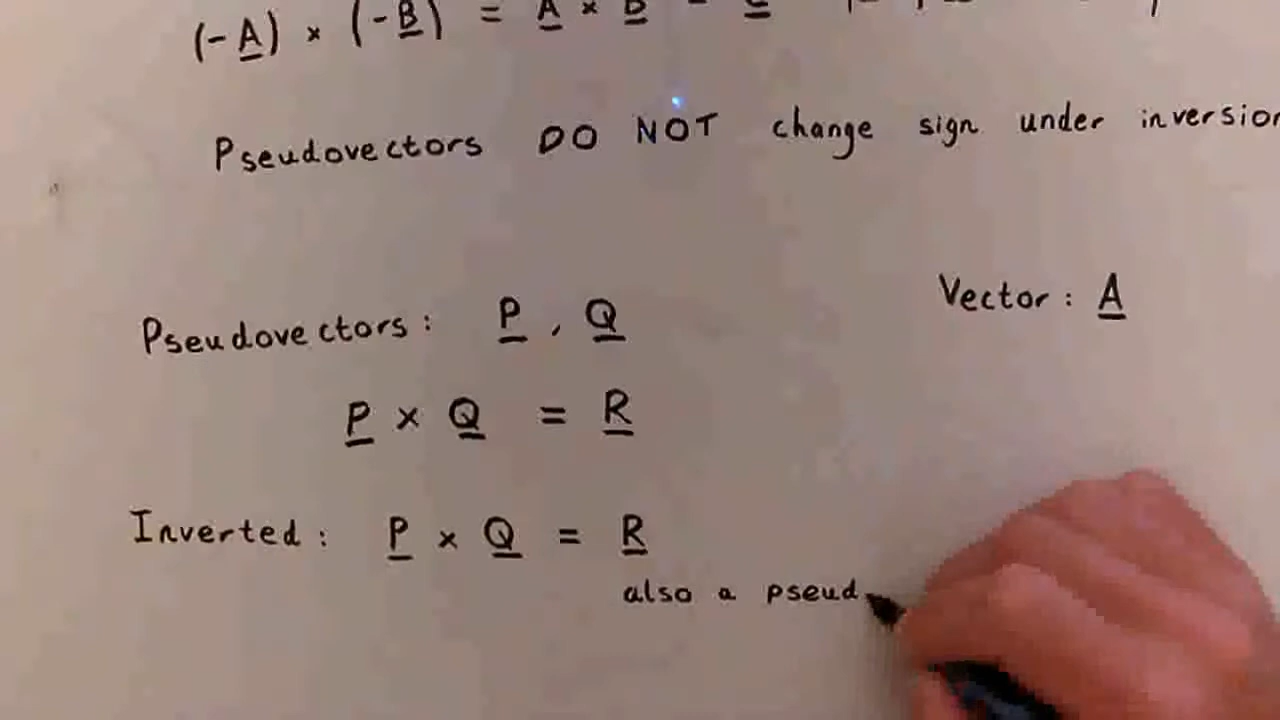 (-A) × (-B) = A × B = C
Pseudovectors DO NOT change sign under inversion
Vector: A
Pseudovectors: P, Q
P × Q = R
Inverted: P × Q = R
also a pseud